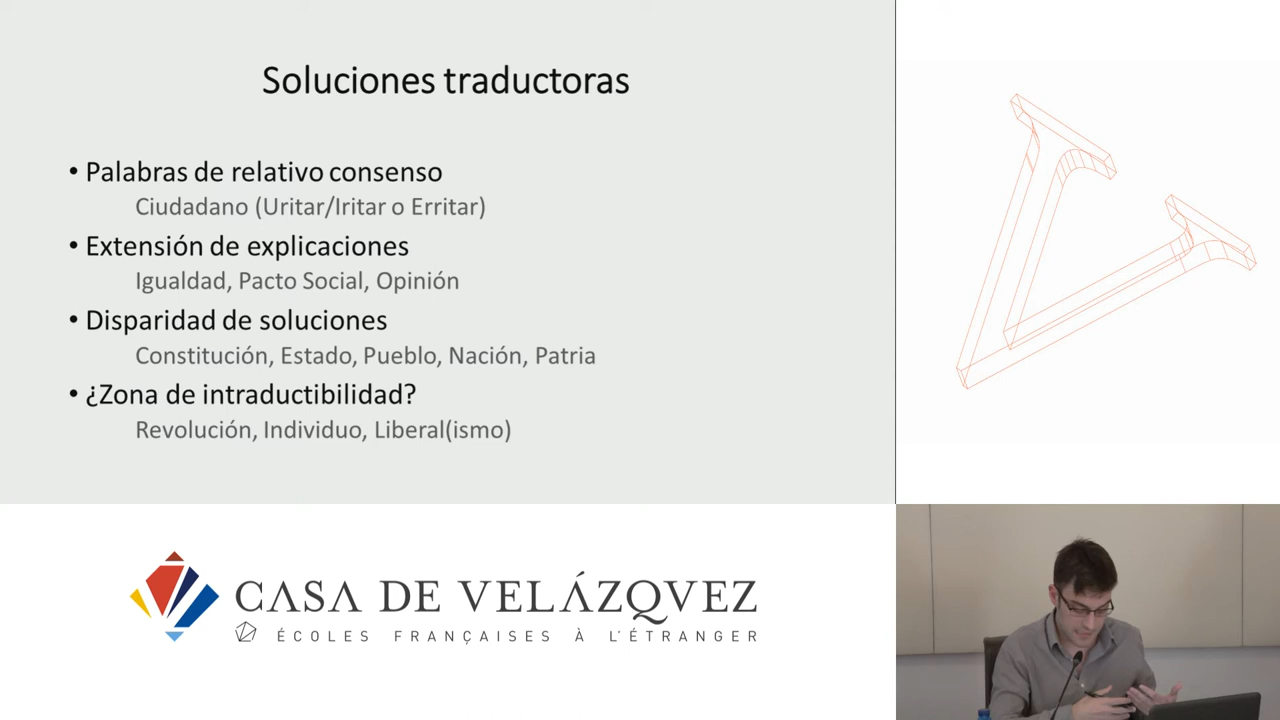 Soluciones traductoras
• Palabras de relativo consenso
Ciudadano (Uritar/Iritar o Erritar)
• Extensión de explicaciones
Igualdad, Pacto Social, Opinión
• Disparidad de soluciones
Constitución, Estado, Pueblo, Nación, Patria
• ¿Zona de intraductibilidad?
Revolución, Individuo, Liberal(ismo)
CASA DE VELÁZQVEZ
ÉCOLES FRANÇAISES À L'ÉTRANGER